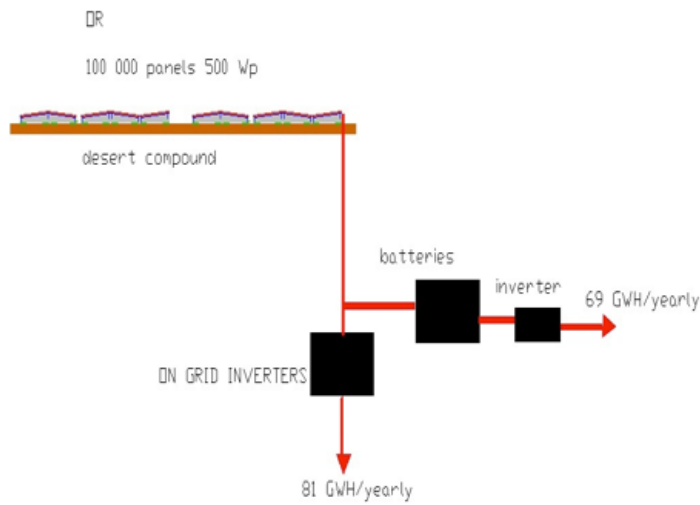 OR
100 000 panels 500 Wp
desert compound
batteries
inverter
69 GWH/yearly
ON GRID INVERTERS
81 GWH/yearly